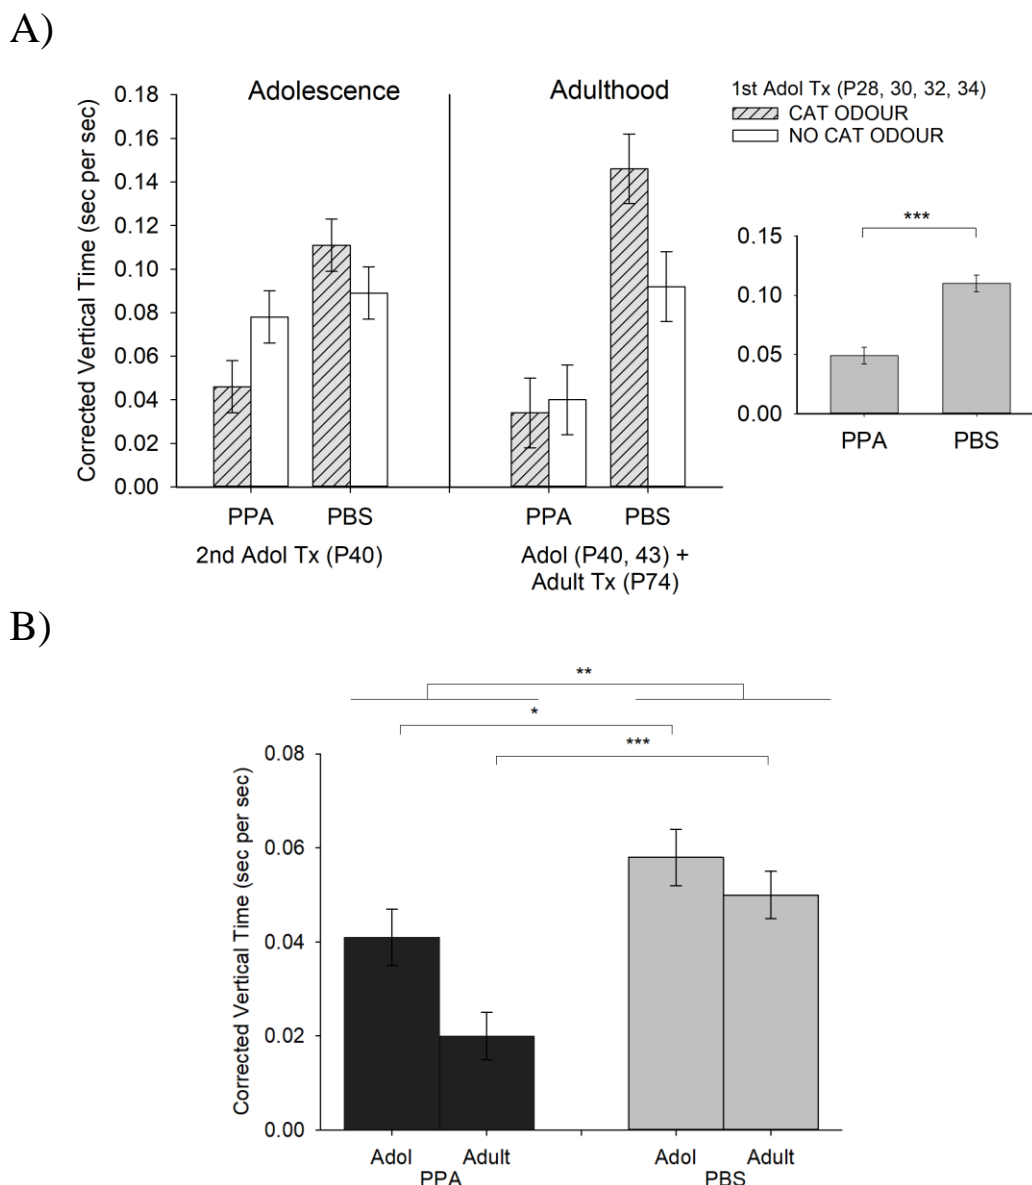 A)
Adolescence
Adulthood
1st Adol Tx (P28, 30, 32, 34)
CAT ODOUR
NO CAT ODOUR
Corrected Vertical Time (sec per sec)
0.18
0.16
0.14
0.12
0.10
0.08
0.06
0.04
0.02
0.00
PPA
PBS
PPA
PBS
2nd Adol Tx (P40)
Adol (P40, 43) +
Adult Tx (P74)
***
0.15
0.10
0.05
0.00
PPA
PBS
B)
**
*
***
Corrected Vertical Time (sec per sec)
0.08
0.06
0.04
0.02
0.00
Adol
Adult
Adol
Adult
PPA
PBS